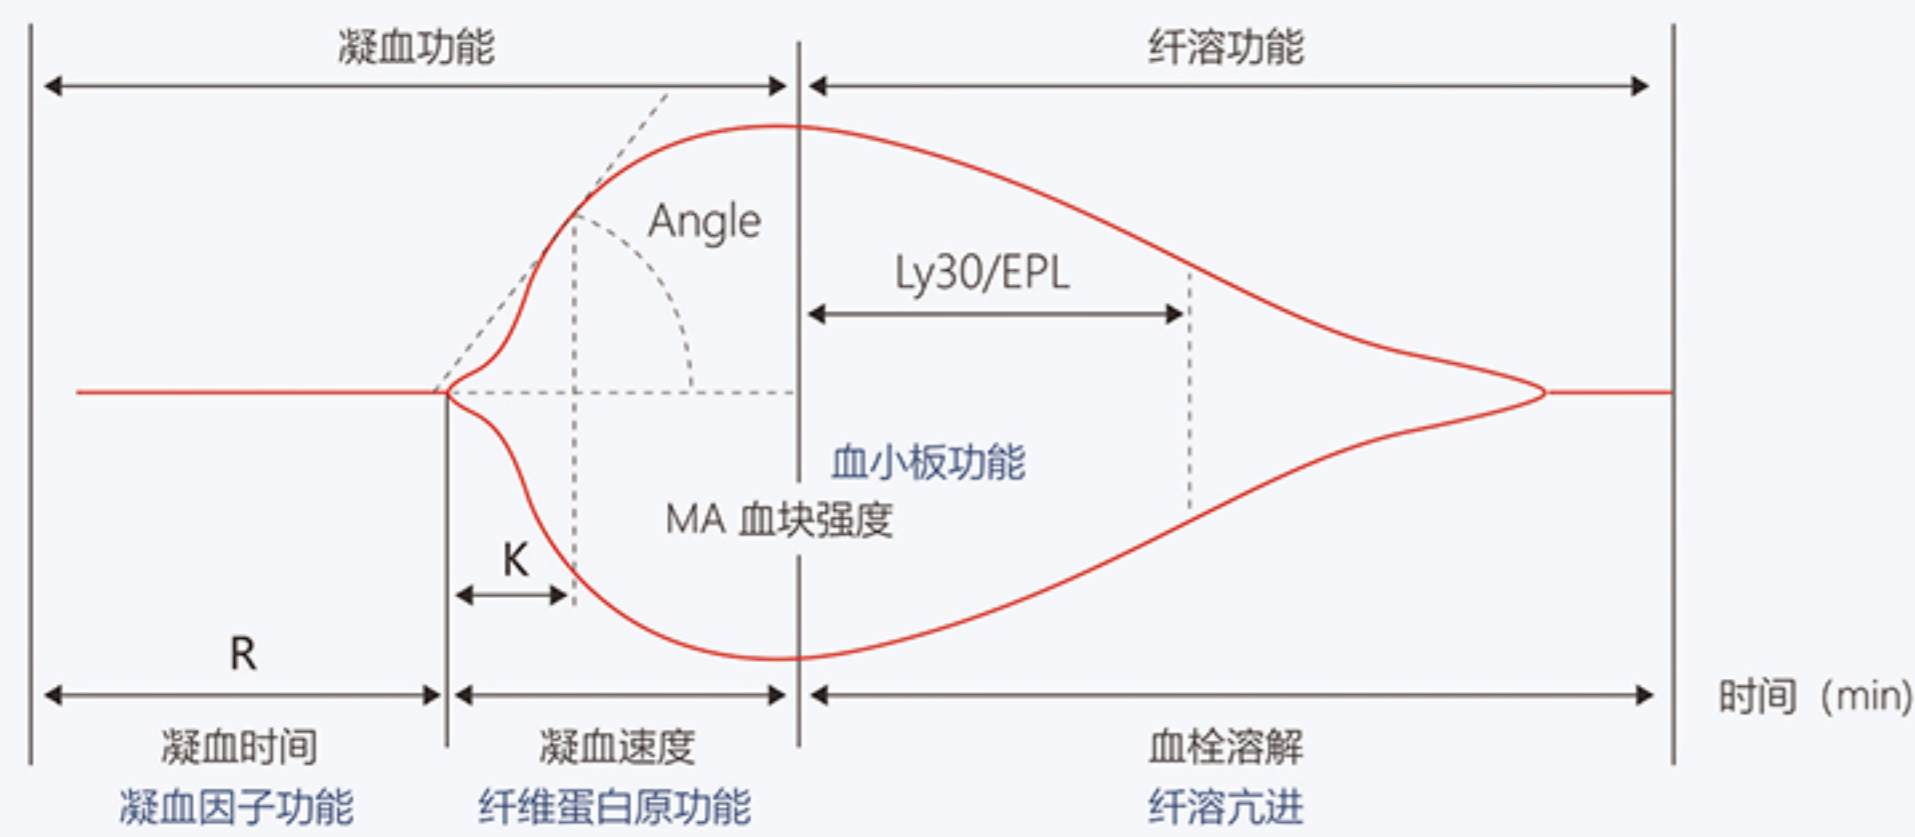 凝血功能
纤溶功能
Angle
Ly30/EPL
血小板功能
MA 血块强度
K
R
时间（min)
凝血时间
凝血速度
血栓溶解
凝血因子功能
纤维蛋白原功能
纤溶亢进